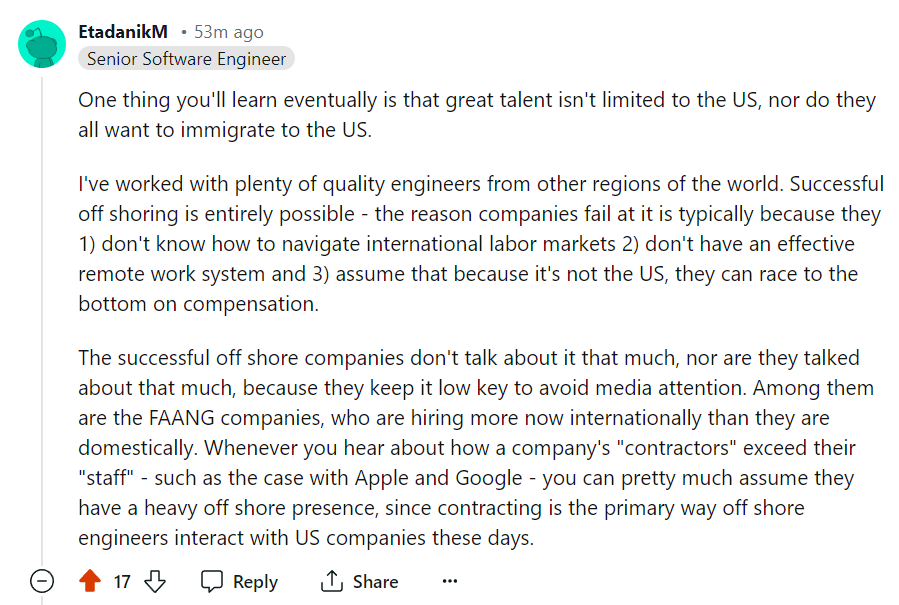 EtadanikM • 53m ago
Senior Software Engineer
One thing you'll learn eventually is that great talent isn't limited to the US, nor do they
all want to immigrate to the US.
I've worked with plenty of quality engineers from other regions of the world. Successful
off shoring is entirely possible - the reason companies fail at it is typically because they
1) don't know how to navigate international labor markets 2) don't have an effective
remote work system and 3) assume that because it's not the US, they can race to the
bottom on compensation.
The successful off shore companies don't talk about it that much, nor are they talked
about that much, because they keep it low key to avoid media attention. Among them
are the FAANG companies, who are hiring more now internationally than they are
domestically. Whenever you hear about how a company's "contractors" exceed their
"staff" - such as the case with Apple and Google - you can pretty much assume they
have a heavy off shore presence, since contracting is the primary way off shore
engineers interact with US companies these days.
17 Reply Share ...